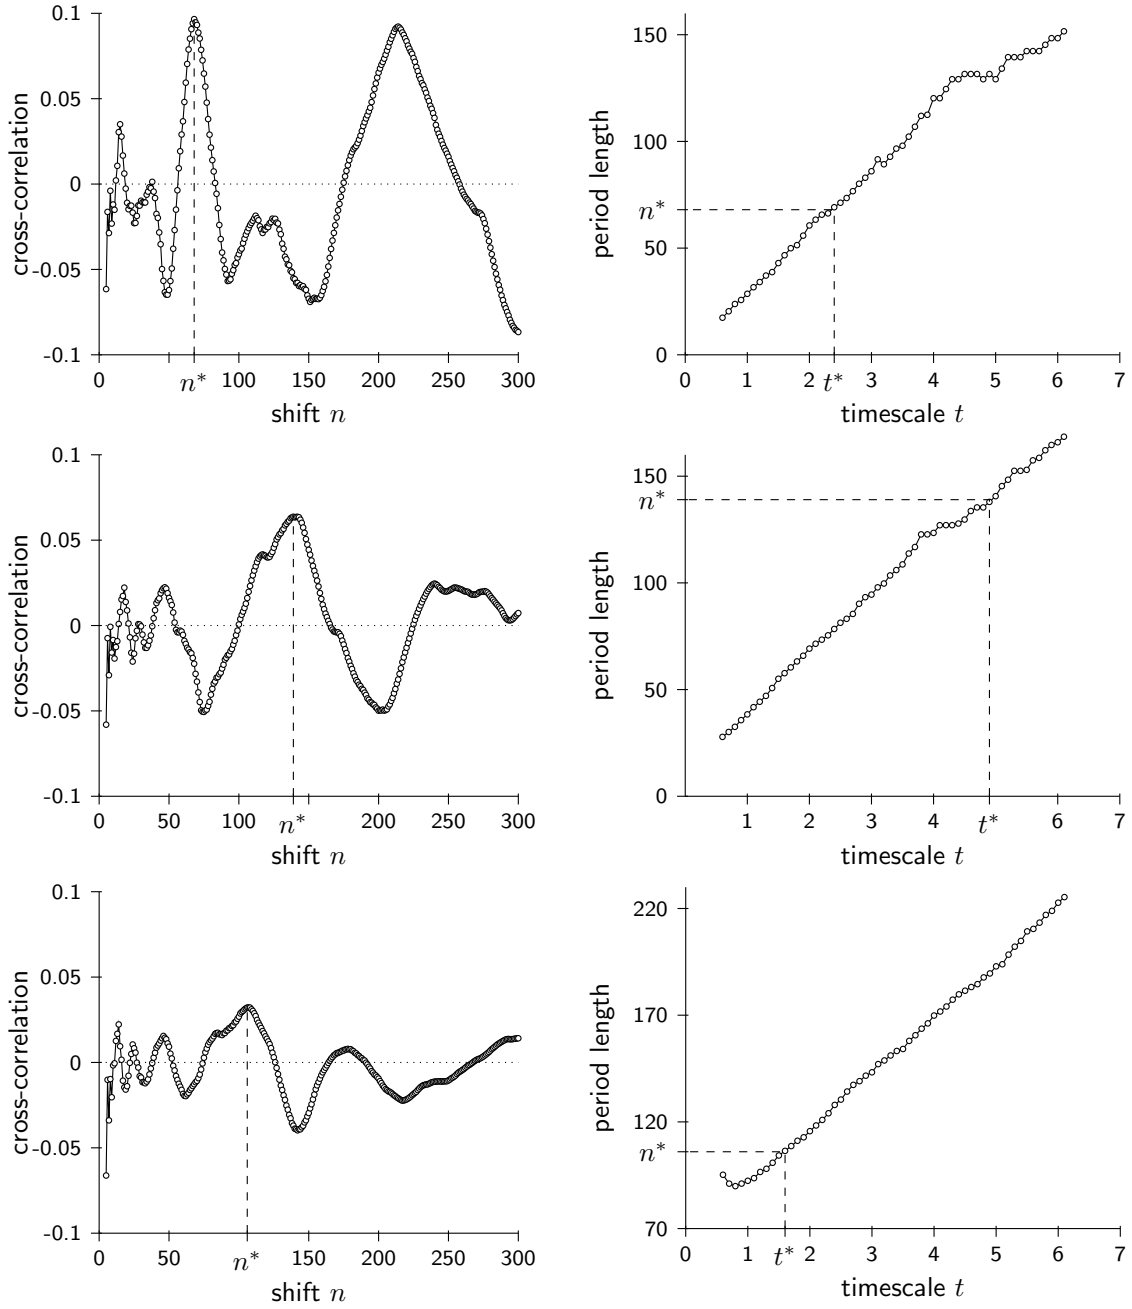 0.1
0.05
0
-0.05
-0.1
cross-correlation
0 n* 100 150 200 250 300
shift n
150
100
n*
50
0
period length
0 1 2 t* 3 4 5 6 7
timescale t
0.1
0.05
0
-0.05
-0.1
cross-correlation
0 50 100 n* 200 250 300
shift n
150
n*
100
50
0
period length
1 2 3 4 t* 6 7
timescale t
0.1
0.05
0
-0.05
-0.1
cross-correlation
0 50 n* 150 200 250 300
shift n
220
170
120
n*
70
period length
0 1 t* 2 3 4 5 6 7
timescale t